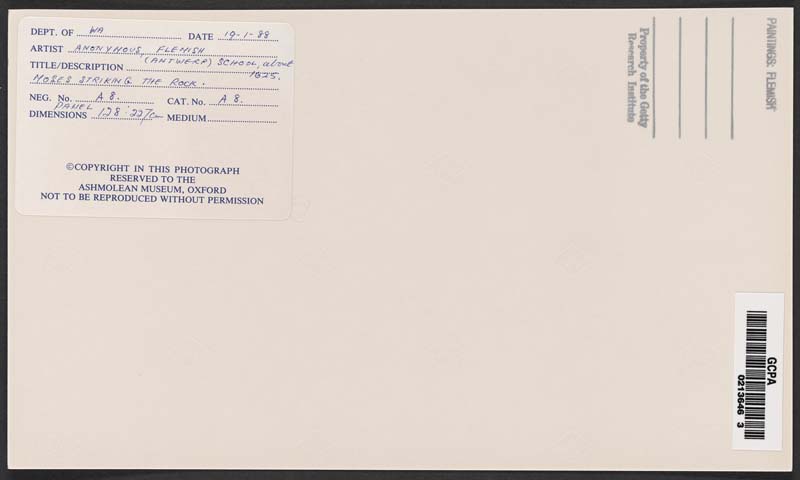 DEPT. OF WA DATE 19-1-88
ARTIST ANONYMOUS, FLEMISH
(ANTWERP) SCHOOL, about
TITLE/DESCRIPTION 1625.
MOSES STRIKING THE ROCK.
NEG. No. A 8. CAT. No. A 8.
PANEL
DIMENSIONS 128 : 227cm MEDIUM
©COPYRIGHT IN THIS PHOTOGRAPH
RESERVED TO THE
ASHMOLEAN MUSEUM, OXFORD
NOT TO BE REPRODUCED WITHOUT PERMISSION
Property of the Getty
Research Institute
PAINTINGS: FLEMISH
GCPA
0213646 3